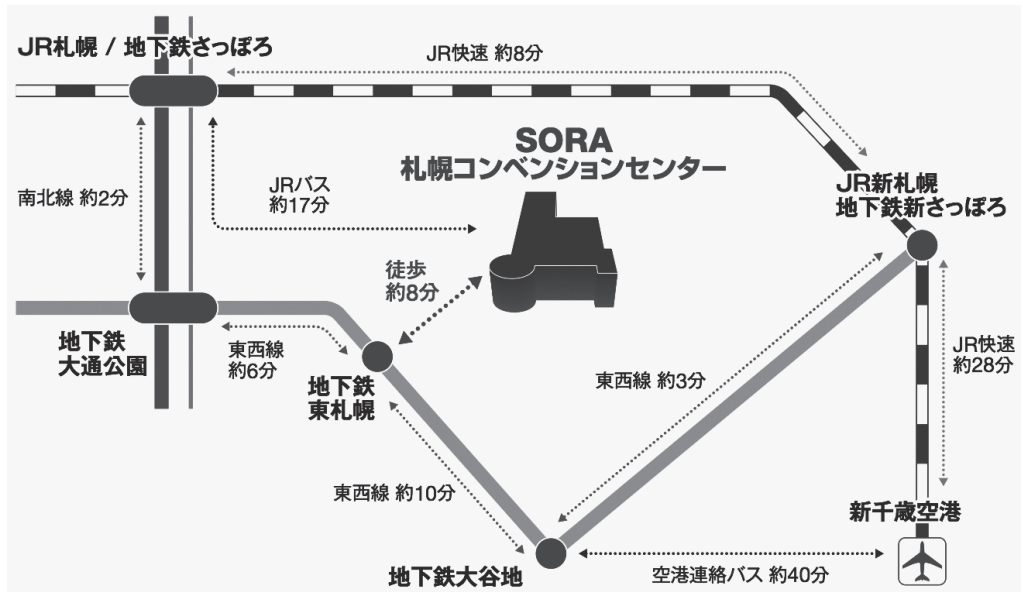 JR札幌 / 地下鉄さっぽろ
JR快速 約8分
SORA
札幌コンベンションセンター
JRバス
約17分
南北線 約2分
JR新札幌
地下鉄新さっぽろ
徒歩
約8分
地下鉄
大通公園
東西線
約6分
地下鉄
東札幌
東西線 約3分
JR快速
約28分
東西線 約10分
新千歳空港
地下鉄大谷地
空港連絡バス 約40分